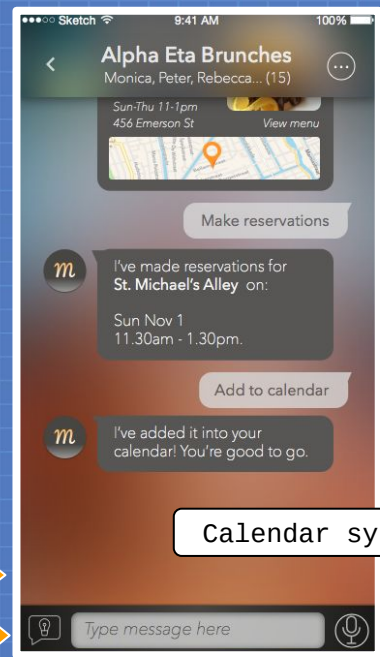 Sketch 9:41 AM 100%
Alpha Eta Brunches
Monica, Peter, Rebecca... (15)
Sun-Thu 11-1pm
456 Emerson St View menu
Make reservations
m
I've made reservations for
St. Michael's Alley on:
Sun Nov 1
11.30am - 1.30pm.
Add to calendar
m
I've added it into your
calendar! You're good to go.
Calendar sy
Type message here